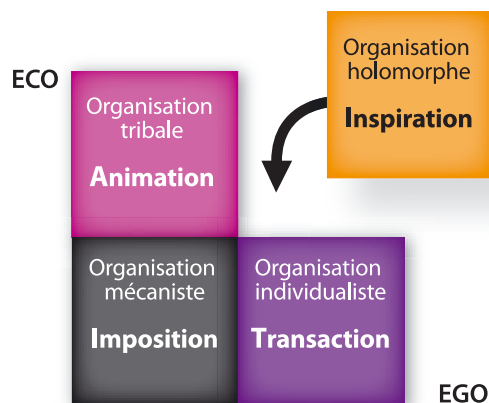 Organisation
holomorphe
Inspiration
ECO
Organisation
tribale
Animation
Organisation
mécaniste
Imposition
Organisation
individualiste
Transaction
EGO